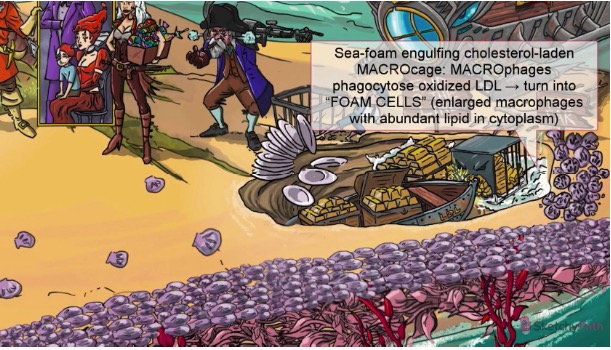 Sea-foam engulfing cholesterol-laden
MACROcage: MACROphages
phagocytose oxidized LDL → turn into
"FOAM CELLS" (enlarged macrophages
with abundant lipid in cytoplasm)